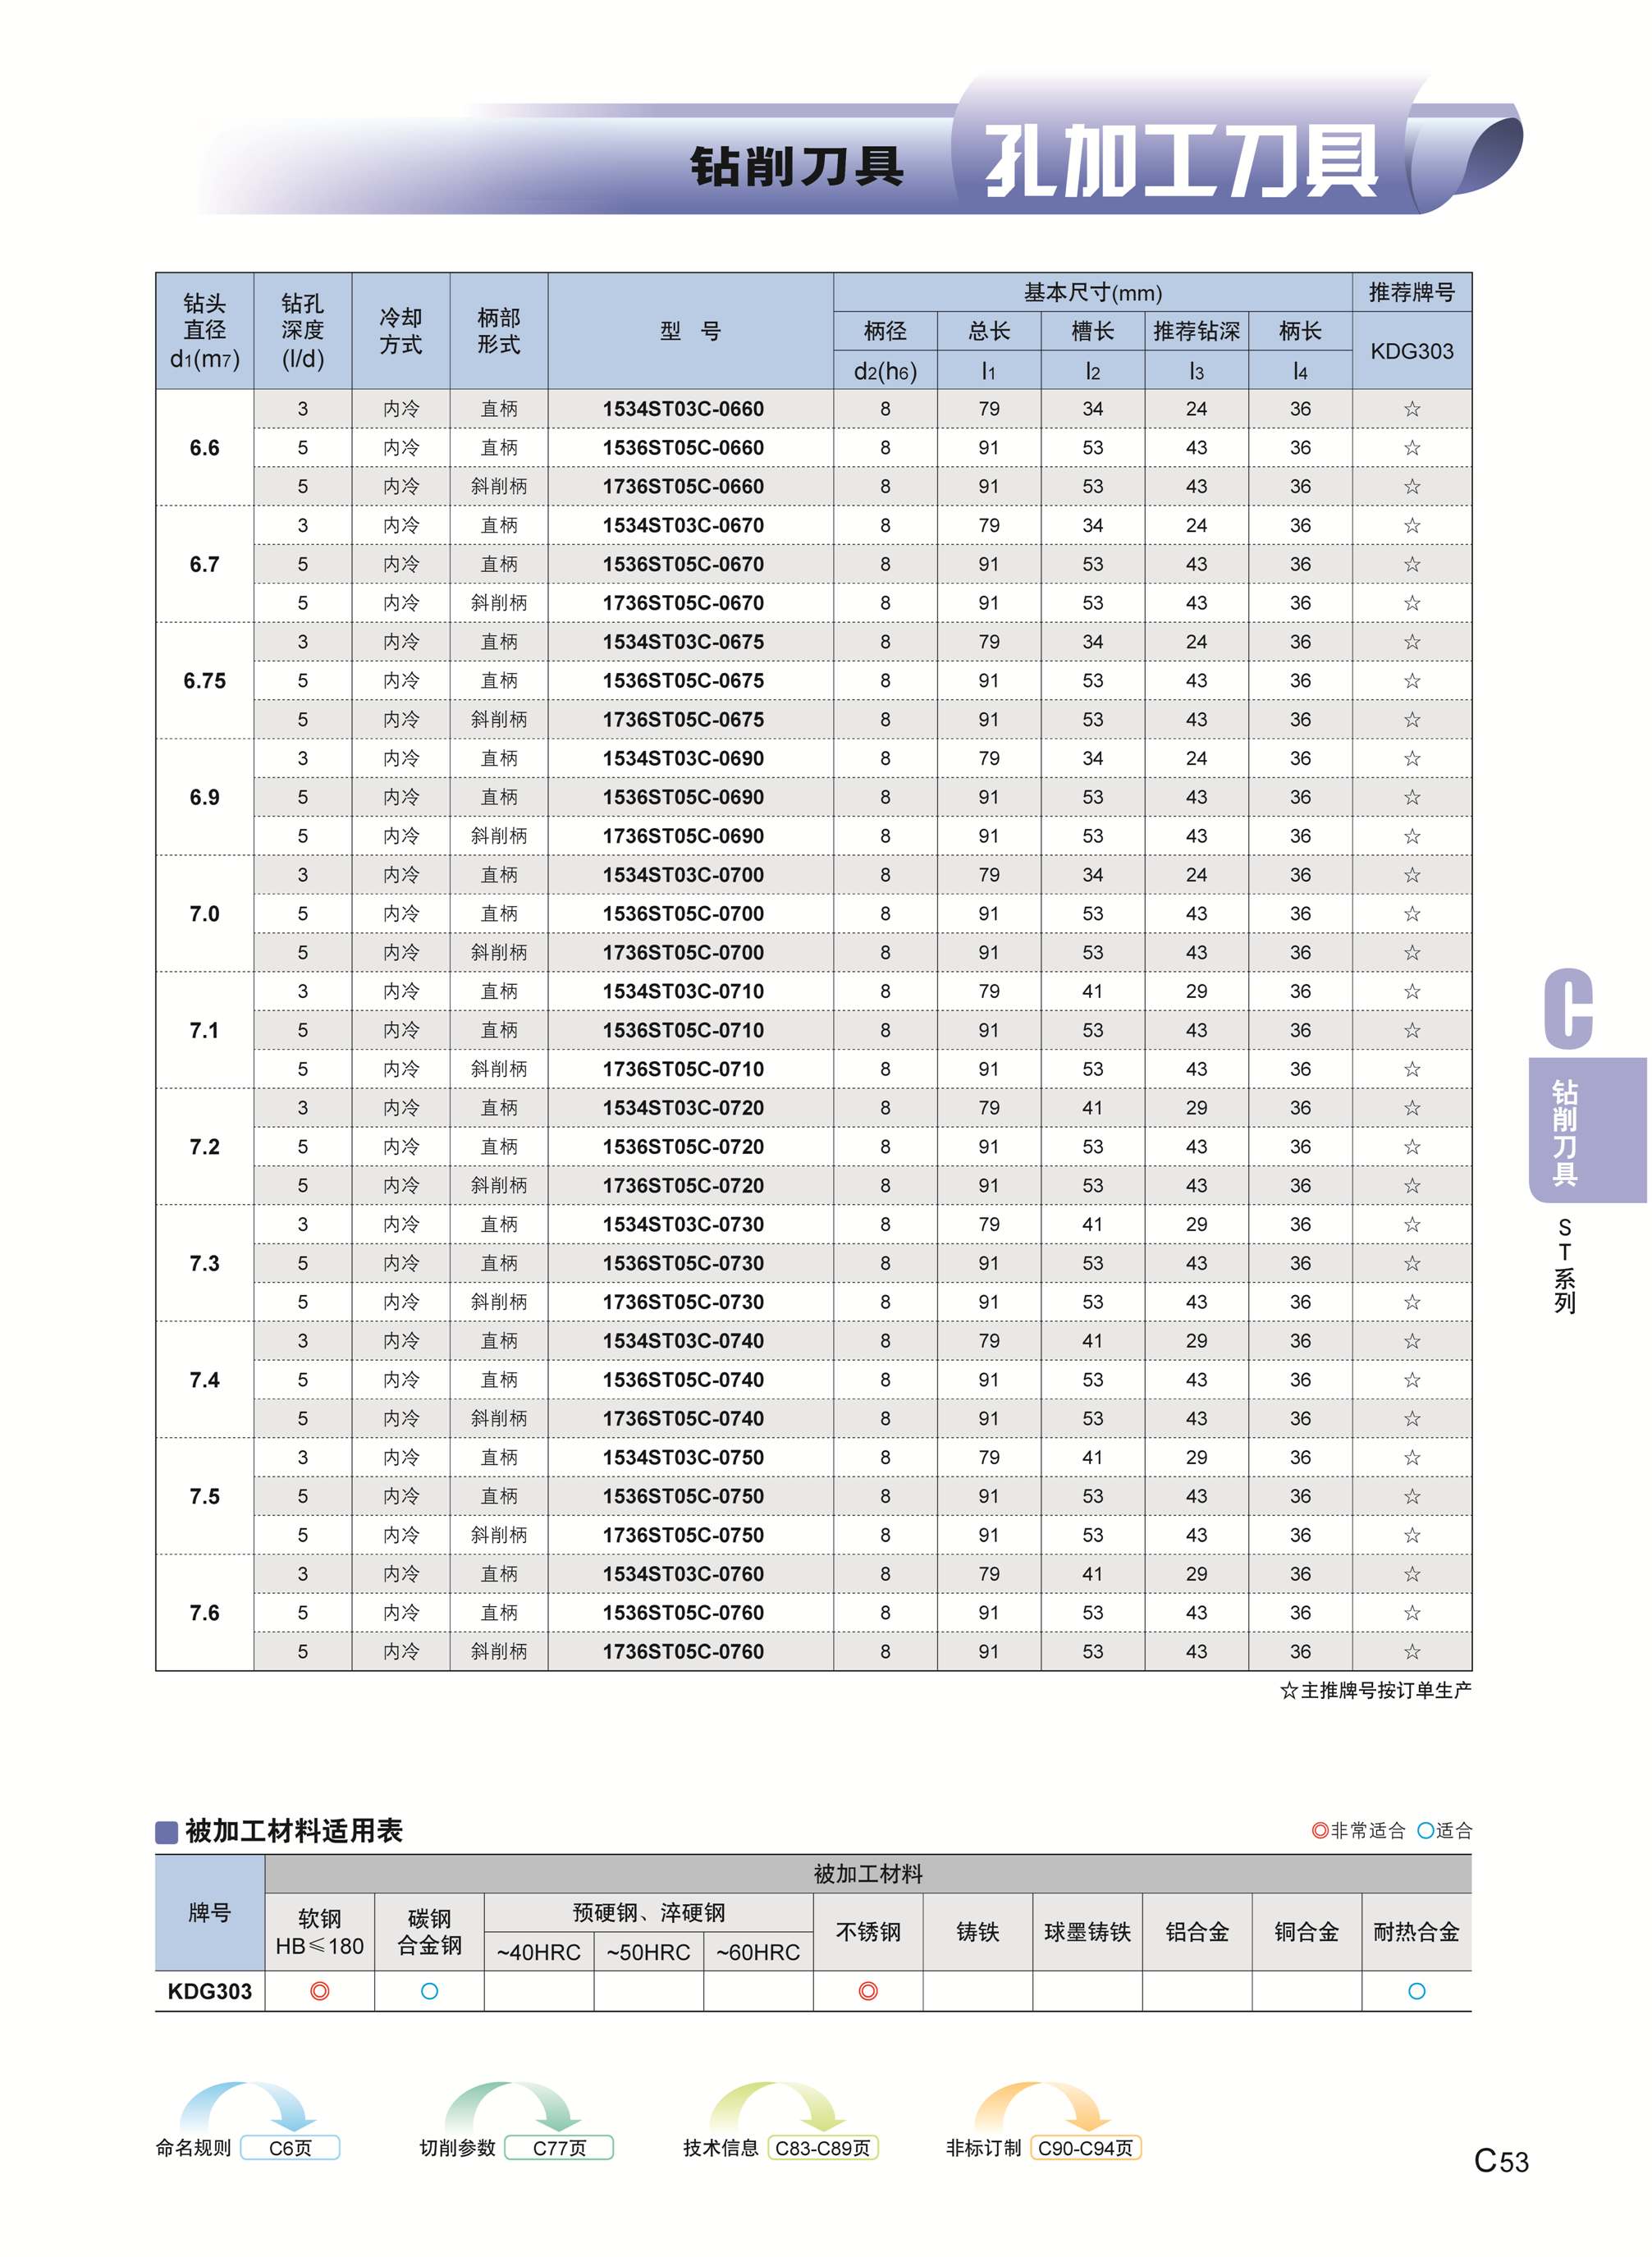 钻削刀具 孔加工刀具
钻头直径d1(m7) 钻孔深度(l/d) 冷却方式 柄部形式 型 号 基本尺寸(mm) 推荐牌号
柄径 总长 槽长 推荐钻深 柄长 KDG303
d2(h6) l1 l2 l3 l4
6.6 3 内冷 直柄 1534ST03C-0660 8 79 34 24 36 ☆
5 内冷 直柄 1536ST05C-0660 8 91 53 43 36 ☆
5 内冷 斜削柄 1736ST05C-0660 8 91 53 43 36 ☆
6.7 3 内冷 直柄 1534ST03C-0670 8 79 34 24 36 ☆
5 内冷 直柄 1536ST05C-0670 8 91 53 43 36 ☆
5 内冷 斜削柄 1736ST05C-0670 8 91 53 43 36 ☆
6.75 3 内冷 直柄 1534ST03C-0675 8 79 34 24 36 ☆
5 内冷 直柄 1536ST05C-0675 8 91 53 43 36 ☆
5 内冷 斜削柄 1736ST05C-0675 8 91 53 43 36 ☆
6.9 3 内冷 直柄 1534ST03C-0690 8 79 34 24 36 ☆
5 内冷 直柄 1536ST05C-0690 8 91 53 43 36 ☆
5 内冷 斜削柄 1736ST05C-0690 8 91 53 43 36 ☆
7.0 3 内冷 直柄 1534ST03C-0700 8 79 34 24 36 ☆
5 内冷 直柄 1536ST05C-0700 8 91 53 43 36 ☆
5 内冷 斜削柄 1736ST05C-0700 8 91 53 43 36 ☆
7.1 3 内冷 直柄 1534ST03C-0710 8 79 41 29 36 ☆
5 内冷 直柄 1536ST05C-0710 8 91 53 43 36 ☆
5 内冷 斜削柄 1736ST05C-0710 8 91 53 43 36 ☆
7.2 3 内冷 直柄 1534ST03C-0720 8 79 41 29 36 ☆
5 内冷 直柄 1536ST05C-0720 8 91 53 43 36 ☆
5 内冷 斜削柄 1736ST05C-0720 8 91 53 43 36 ☆
7.3 3 内冷 直柄 1534ST03C-0730 8 79 41 29 36 ☆
5 内冷 直柄 1536ST05C-0730 8 91 53 43 36 ☆
5 内冷 斜削柄 1736ST05C-0730 8 91 53 43 36 ☆
7.4 3 内冷 直柄 1534ST03C-0740 8 79 41 29 36 ☆
5 内冷 直柄 1536ST05C-0740 8 91 53 43 36 ☆
5 内冷 斜削柄 1736ST05C-0740 8 91 53 43 36 ☆
7.5 3 内冷 直柄 1534ST03C-0750 8 79 41 29 36 ☆
5 内冷 直柄 1536ST05C-0750 8 91 53 43 36 ☆
5 内冷 斜削柄 1736ST05C-0750 8 91 53 43 36 ☆
7.6 3 内冷 直柄 1534ST03C-0760 8 79 41 29 36 ☆
5 内冷 直柄 1536ST05C-0760 8 91 53 43 36 ☆
5 内冷 斜削柄 1736ST05C-0760 8 91 53 43 36 ☆
☆主推牌号按订单生产
C
钻削刀具
ST系列
被加工材料适用表 ◎非常适合 ○适合
牌号 被加工材料
软钢HB≤180 碳钢合金钢 预硬钢、淬硬钢 不锈钢 铸铁 球墨铸铁 铝合金 铜合金 耐热合金
~40HRC ~50HRC ~60HRC
KDG303 ◎ ○ ◎ ○
命名规则 C6页 切削参数 C77页 技术信息 C83-C89页 非标订制 C90-C94页
C53